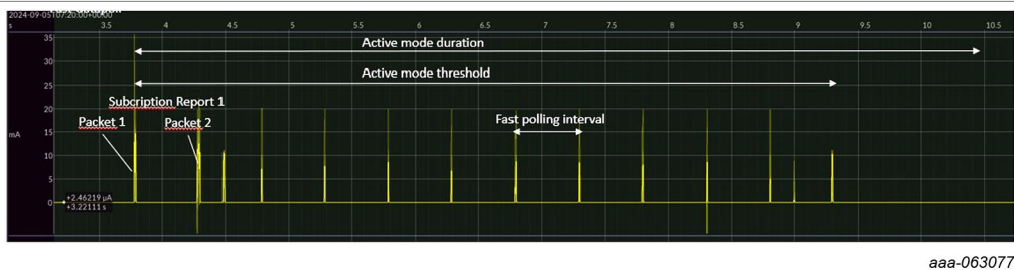 2024-09-05T07:20:00+00:00
s 3.5 4 4.5 5 5.5 6 6.5 7 7.5 8 8.5 9 9.5 10 10.5
35
Active mode duration
30
Active mode threshold
25
Subcription Report 1
20
Packet 1 Packet 2 Fast polling interval
mA 15
10
5
+2.46219 µA
0
+3.22111 s
aaa-063077